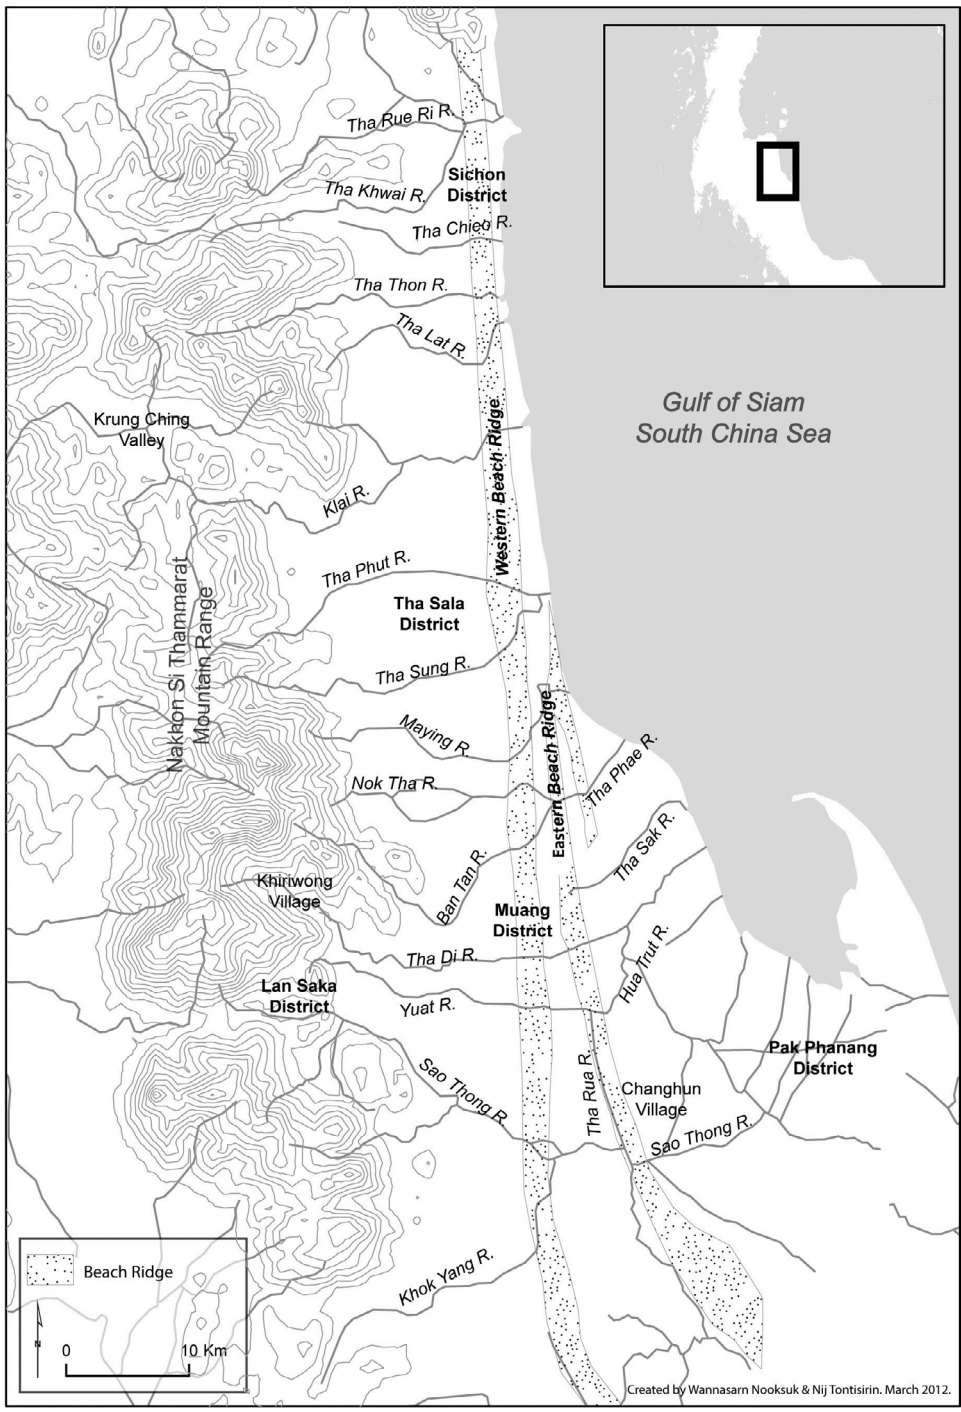 Tha Rue Ri R.
Sichon
District
Tha Khwai R.
Tha Chieo R.
Tha Thon R.
Tha Lat R.
Gulf of Siam
South China Sea
Krung Ching
Valley
Western Beach Ridge
Klai R.
Tha Phut R.
Tha Sala
District
Nakhon Si Thammarat
Mountain Range
Tha Sung R.
Maying R.
Eastern Beach Ridge
Nok Tha R.
Tha Phae R.
Tha Sak R.
Ban Tan R.
Khiriwong
Village
Muang
District
Tha Di R.
Hua Trut R.
Lan Saka
District
Yuat R.
Pak Phanang
District
Sao Thong R.
Tha Rua R.
Changhun
Village
Sao Thong R.
Khok Yang R.
Beach Ridge
N
0 10 Km
Created by Wannasarn Nooksuk & Nij Tontisirin. March 2012.